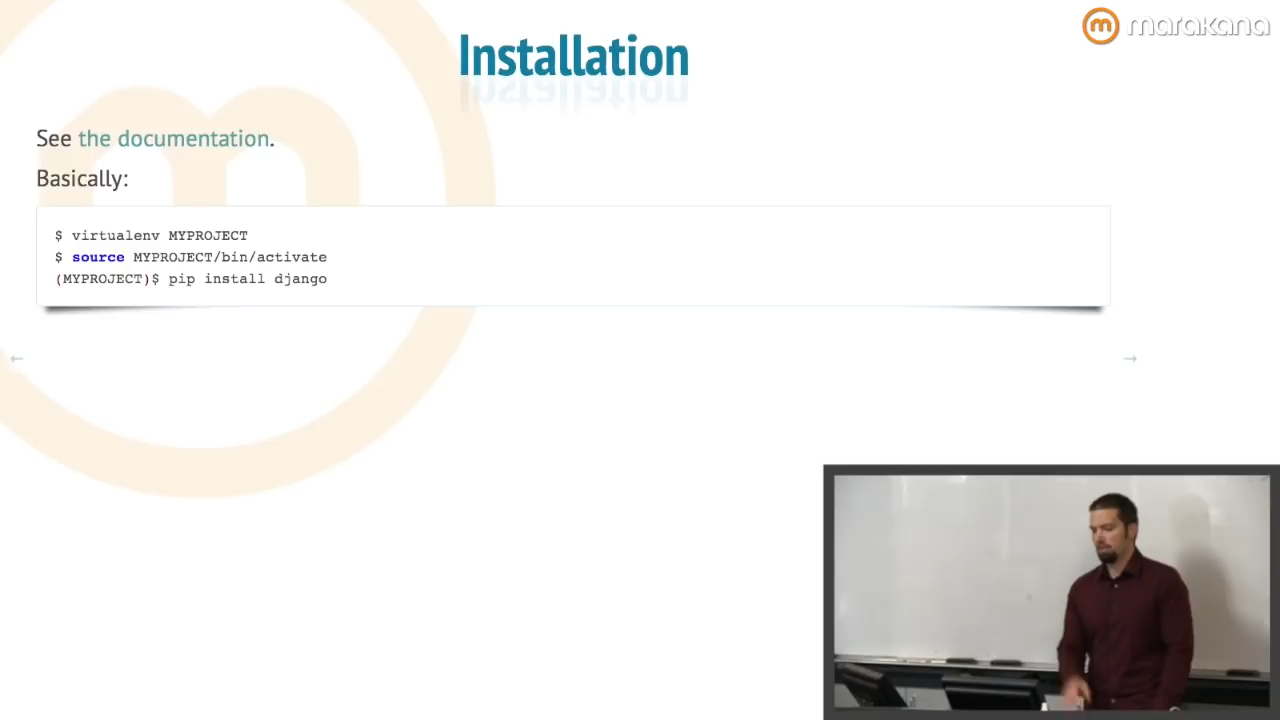 marakana
Installation
See the documentation.
Basically:
$ virtualenv MYPROJECT
$ source MYPROJECT/bin/activate
(MYPROJECT)$ pip install django